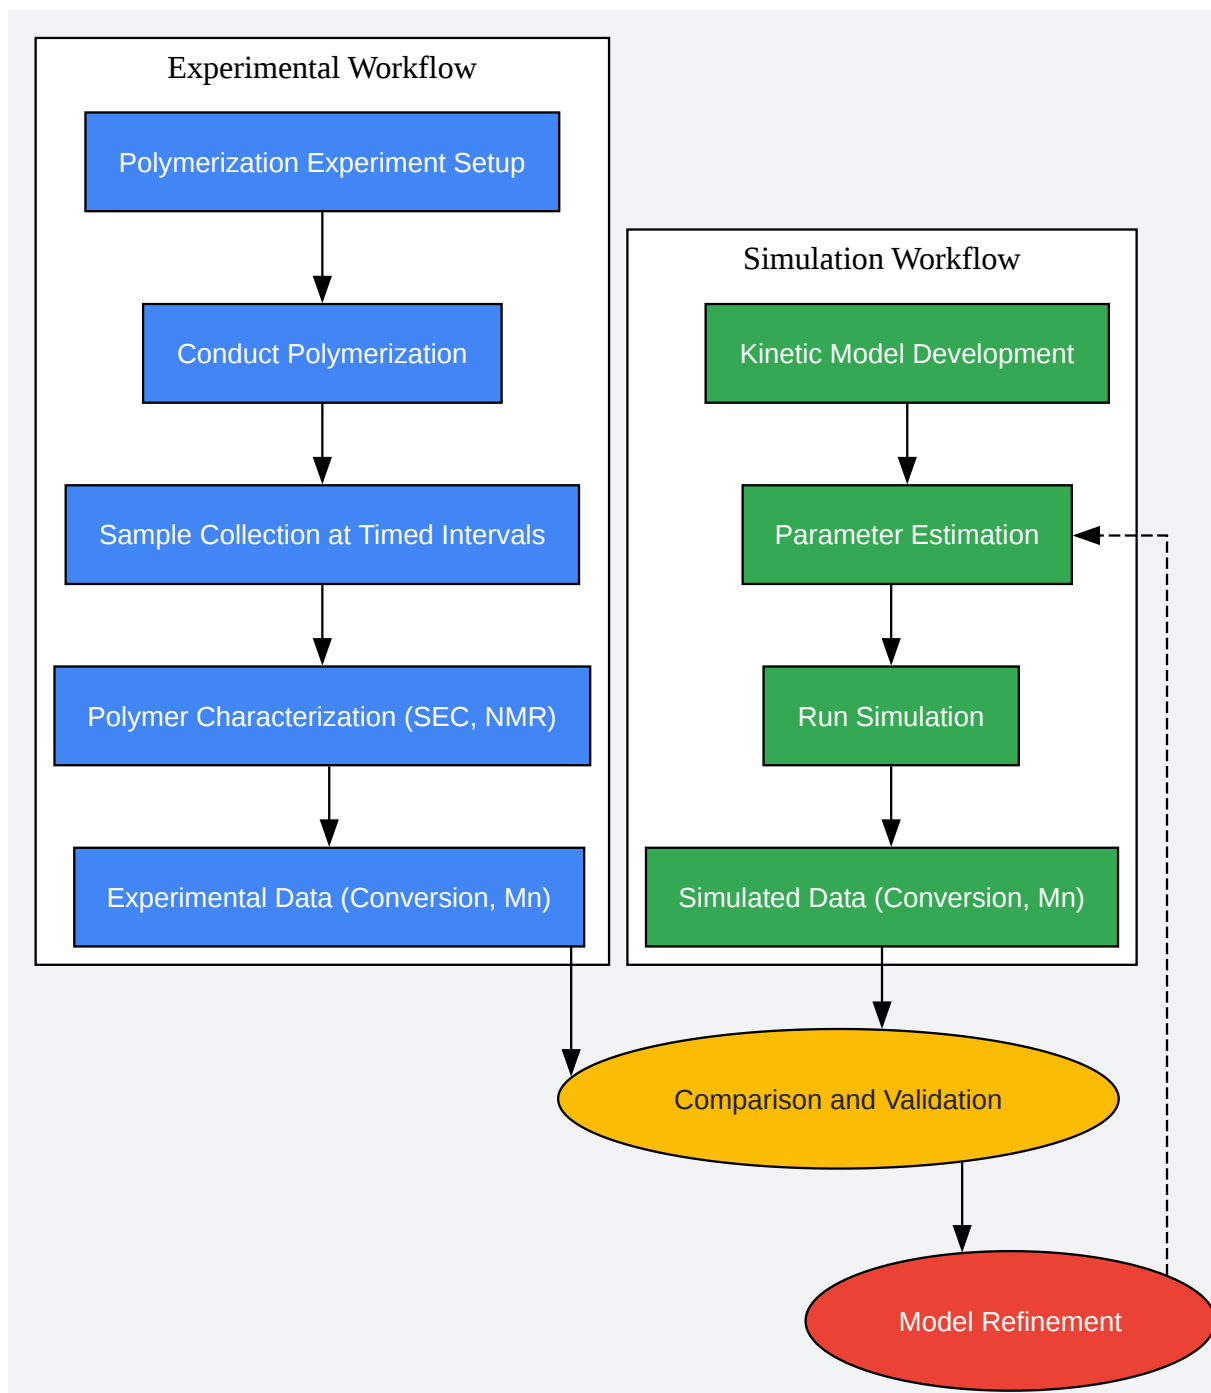 Experimental Workflow
Polymerization Experiment Setup
Conduct Polymerization
Sample Collection at Timed Intervals
Polymer Characterization (SEC, NMR)
Experimental Data (Conversion, Mn)
Simulation Workflow
Kinetic Model Development
Parameter Estimation
Run Simulation
Simulated Data (Conversion, Mn)
Comparison and Validation
Model Refinement